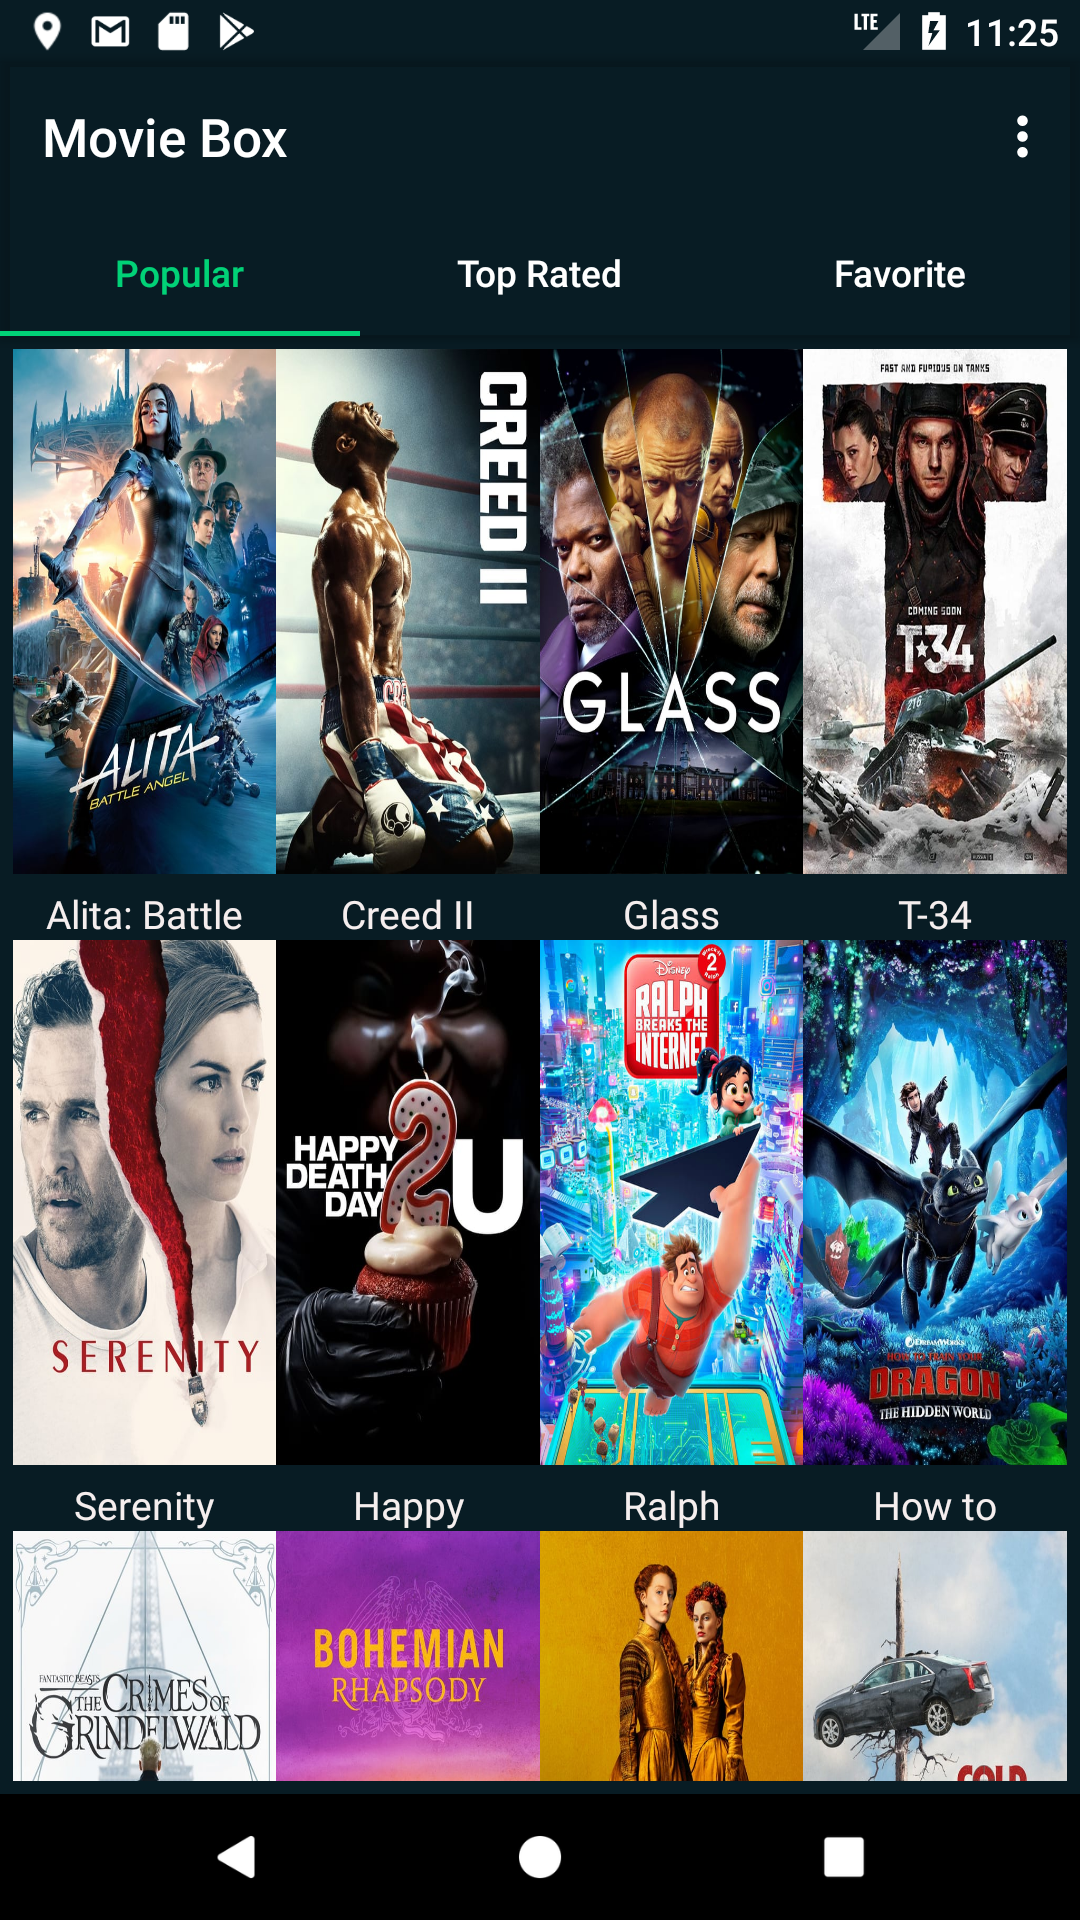 LTE 11:25
Movie Box
Popular Top Rated Favorite
ALITA
BATTLE ANGEL
CREED II
GLASS
FAST AND FURIOUS ON TANKS
COMING SOON
T-34
216
Alita: Battle Creed II Glass T-34
SERENITY
HAPPY
DEATH
DAY
2U
DISNEY
RALPH
BREAKS THE
INTERNET
DREAMWORKS
HOW TO TRAIN YOUR
DRAGON
THE HIDDEN WORLD
Serenity Happy Ralph How to
FANTASTIC BEASTS
THE CRIMES OF
GRINDELWALD
BOHEMIAN
RHAPSODY
COLD